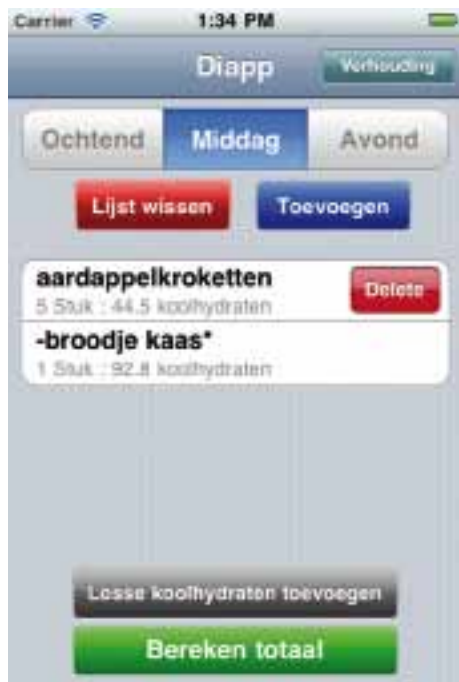 Carrier 1:34 PM
Diapp Verhouding
Ochtend Middag Avond
Lijst wissen Toevoegen
aardappelkroketten Delete
5 Stuk : 44.5 koolhydraten
-broodje kaas*
1 Stuk : 92.8 koolhydraten
Losse koolhydraten toevoegen
Bereken totaal